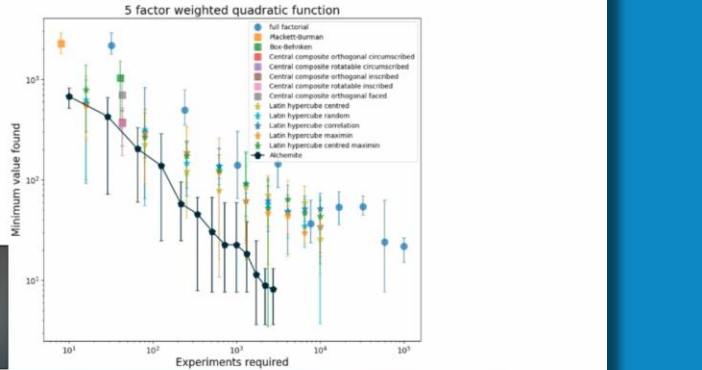 5 factor weighted quadratic function
full factorial
Plackett-Burman
Box-Behnken
Central composite orthogonal circumscribed
Central composite rotatable circumscribed
Central composite orthogonal inscribed
Central composite rotatable inscribed
Central composite orthogonal faced
Latin hypercube centred
Latin hypercube random
Latin hypercube correlation
Latin hypercube maximin
Latin hypercube centred maximin
Alchemite
Minimum value found
10³
10²
10¹
10¹ 10² 10³ 10⁴ 10⁵
Experiments required